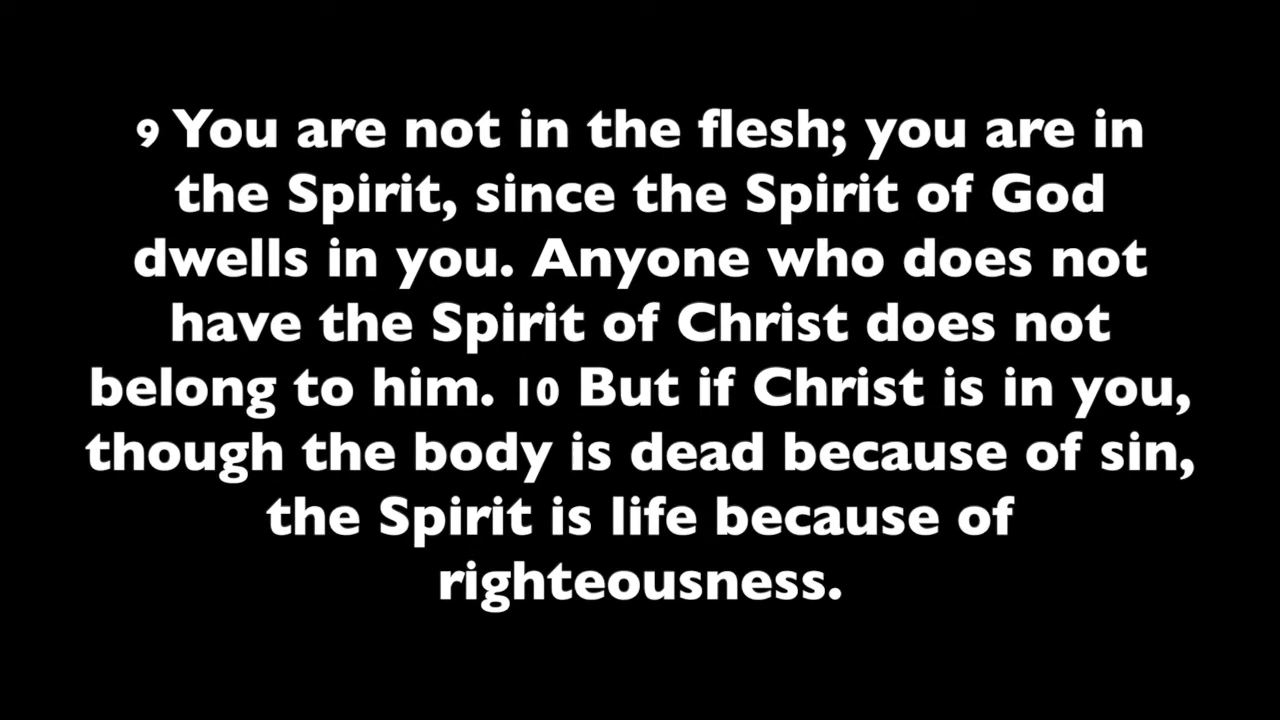 9 You are not in the flesh; you are in
the Spirit, since the Spirit of God
dwells in you. Anyone who does not
have the Spirit of Christ does not
belong to him. 10 But if Christ is in you,
though the body is dead because of sin,
the Spirit is life because of
righteousness.